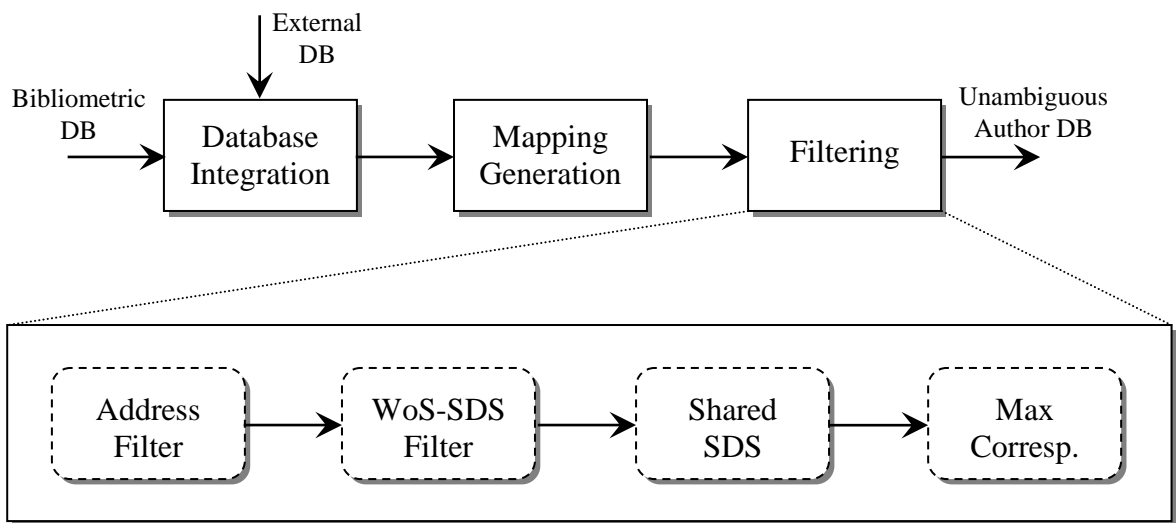 External
DB
Bibliometric
DB
Database
Integration
Mapping
Generation
Filtering
Unambiguous
Author DB
Address
Filter
WoS-SDS
Filter
Shared
SDS
Max
Corresp.